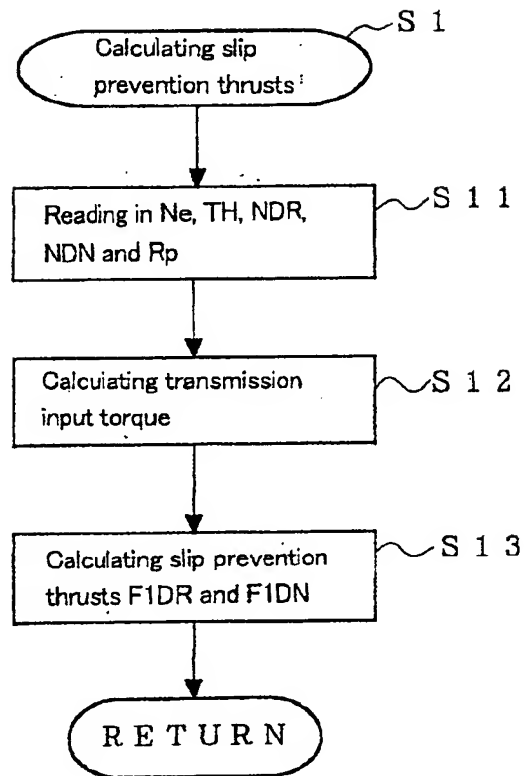 S 1
Calculating slip
prevention thrusts
S 1 1
Reading in Ne, TH, NDR,
NDN and Rp
S 1 2
Calculating transmission
input torque
S 1 3
Calculating slip prevention
thrusts F1DR and F1DN
R E T U R N